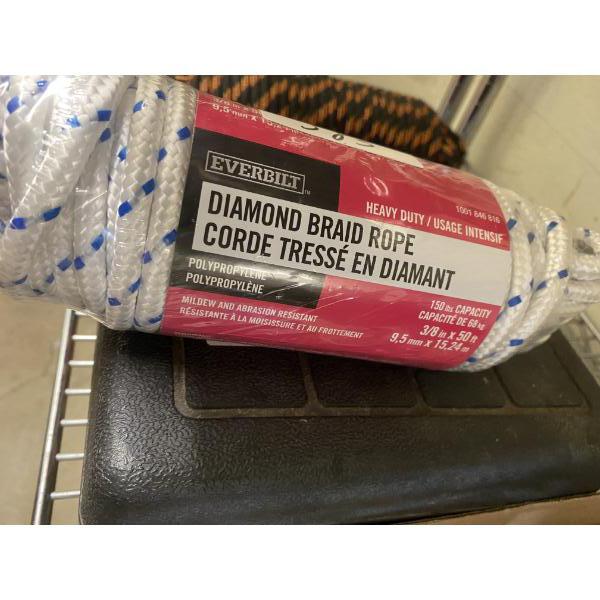 EVERBILT™
HEAVY DUTY / USAGE INTENSIF
1001 846 816
DIAMOND BRAID ROPE
CORDE TRESSÉ EN DIAMANT
POLYPROPYLENE
POLYPROPYLÈNE
MILDEW AND ABRASION RESISTANT
RÉSISTANTE À LA MOISISSURE ET AU FROTTEMENT
150 lbs CAPACITY
CAPACITÉ DE 68 kg
3/8 in x 50 ft
9,5 mm x 15,24 m